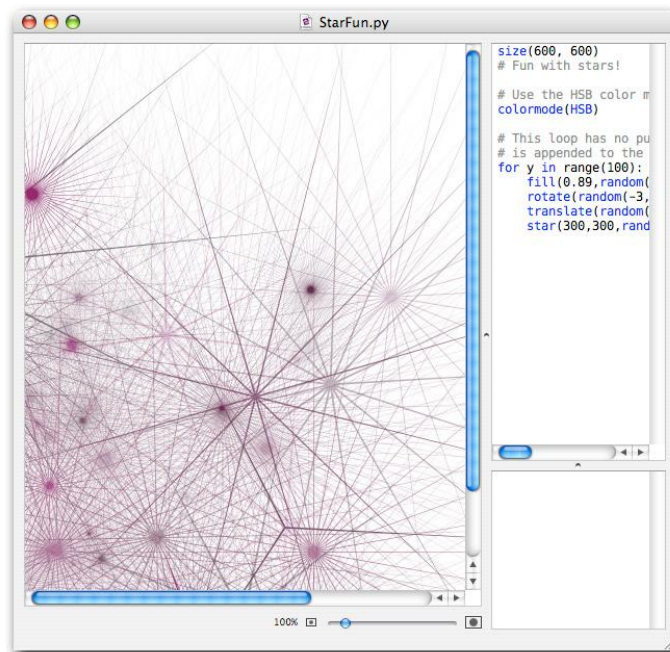 StarFun.py
size(600, 600)
# Fun with stars!
# Use the HSB color m
colormode(HSB)
# This loop has no pu
# is appended to the
for y in range(100):
fill(0.89,random(
rotate(random(-3,
translate(random(
star(300,300,rand
100%